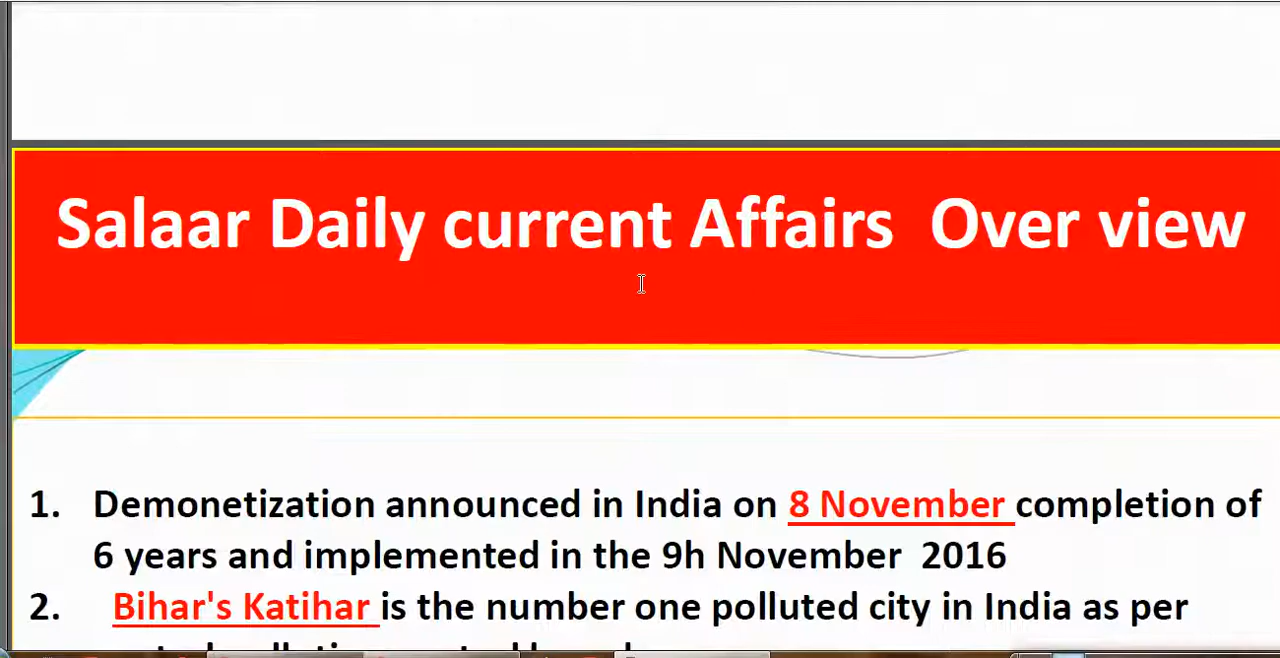 Salaar Daily current Affairs Over view
1. Demonetization announced in India on 8 November completion of
6 years and implemented in the 9h November 2016
2. Bihar's Katihar is the number one polluted city in India as per